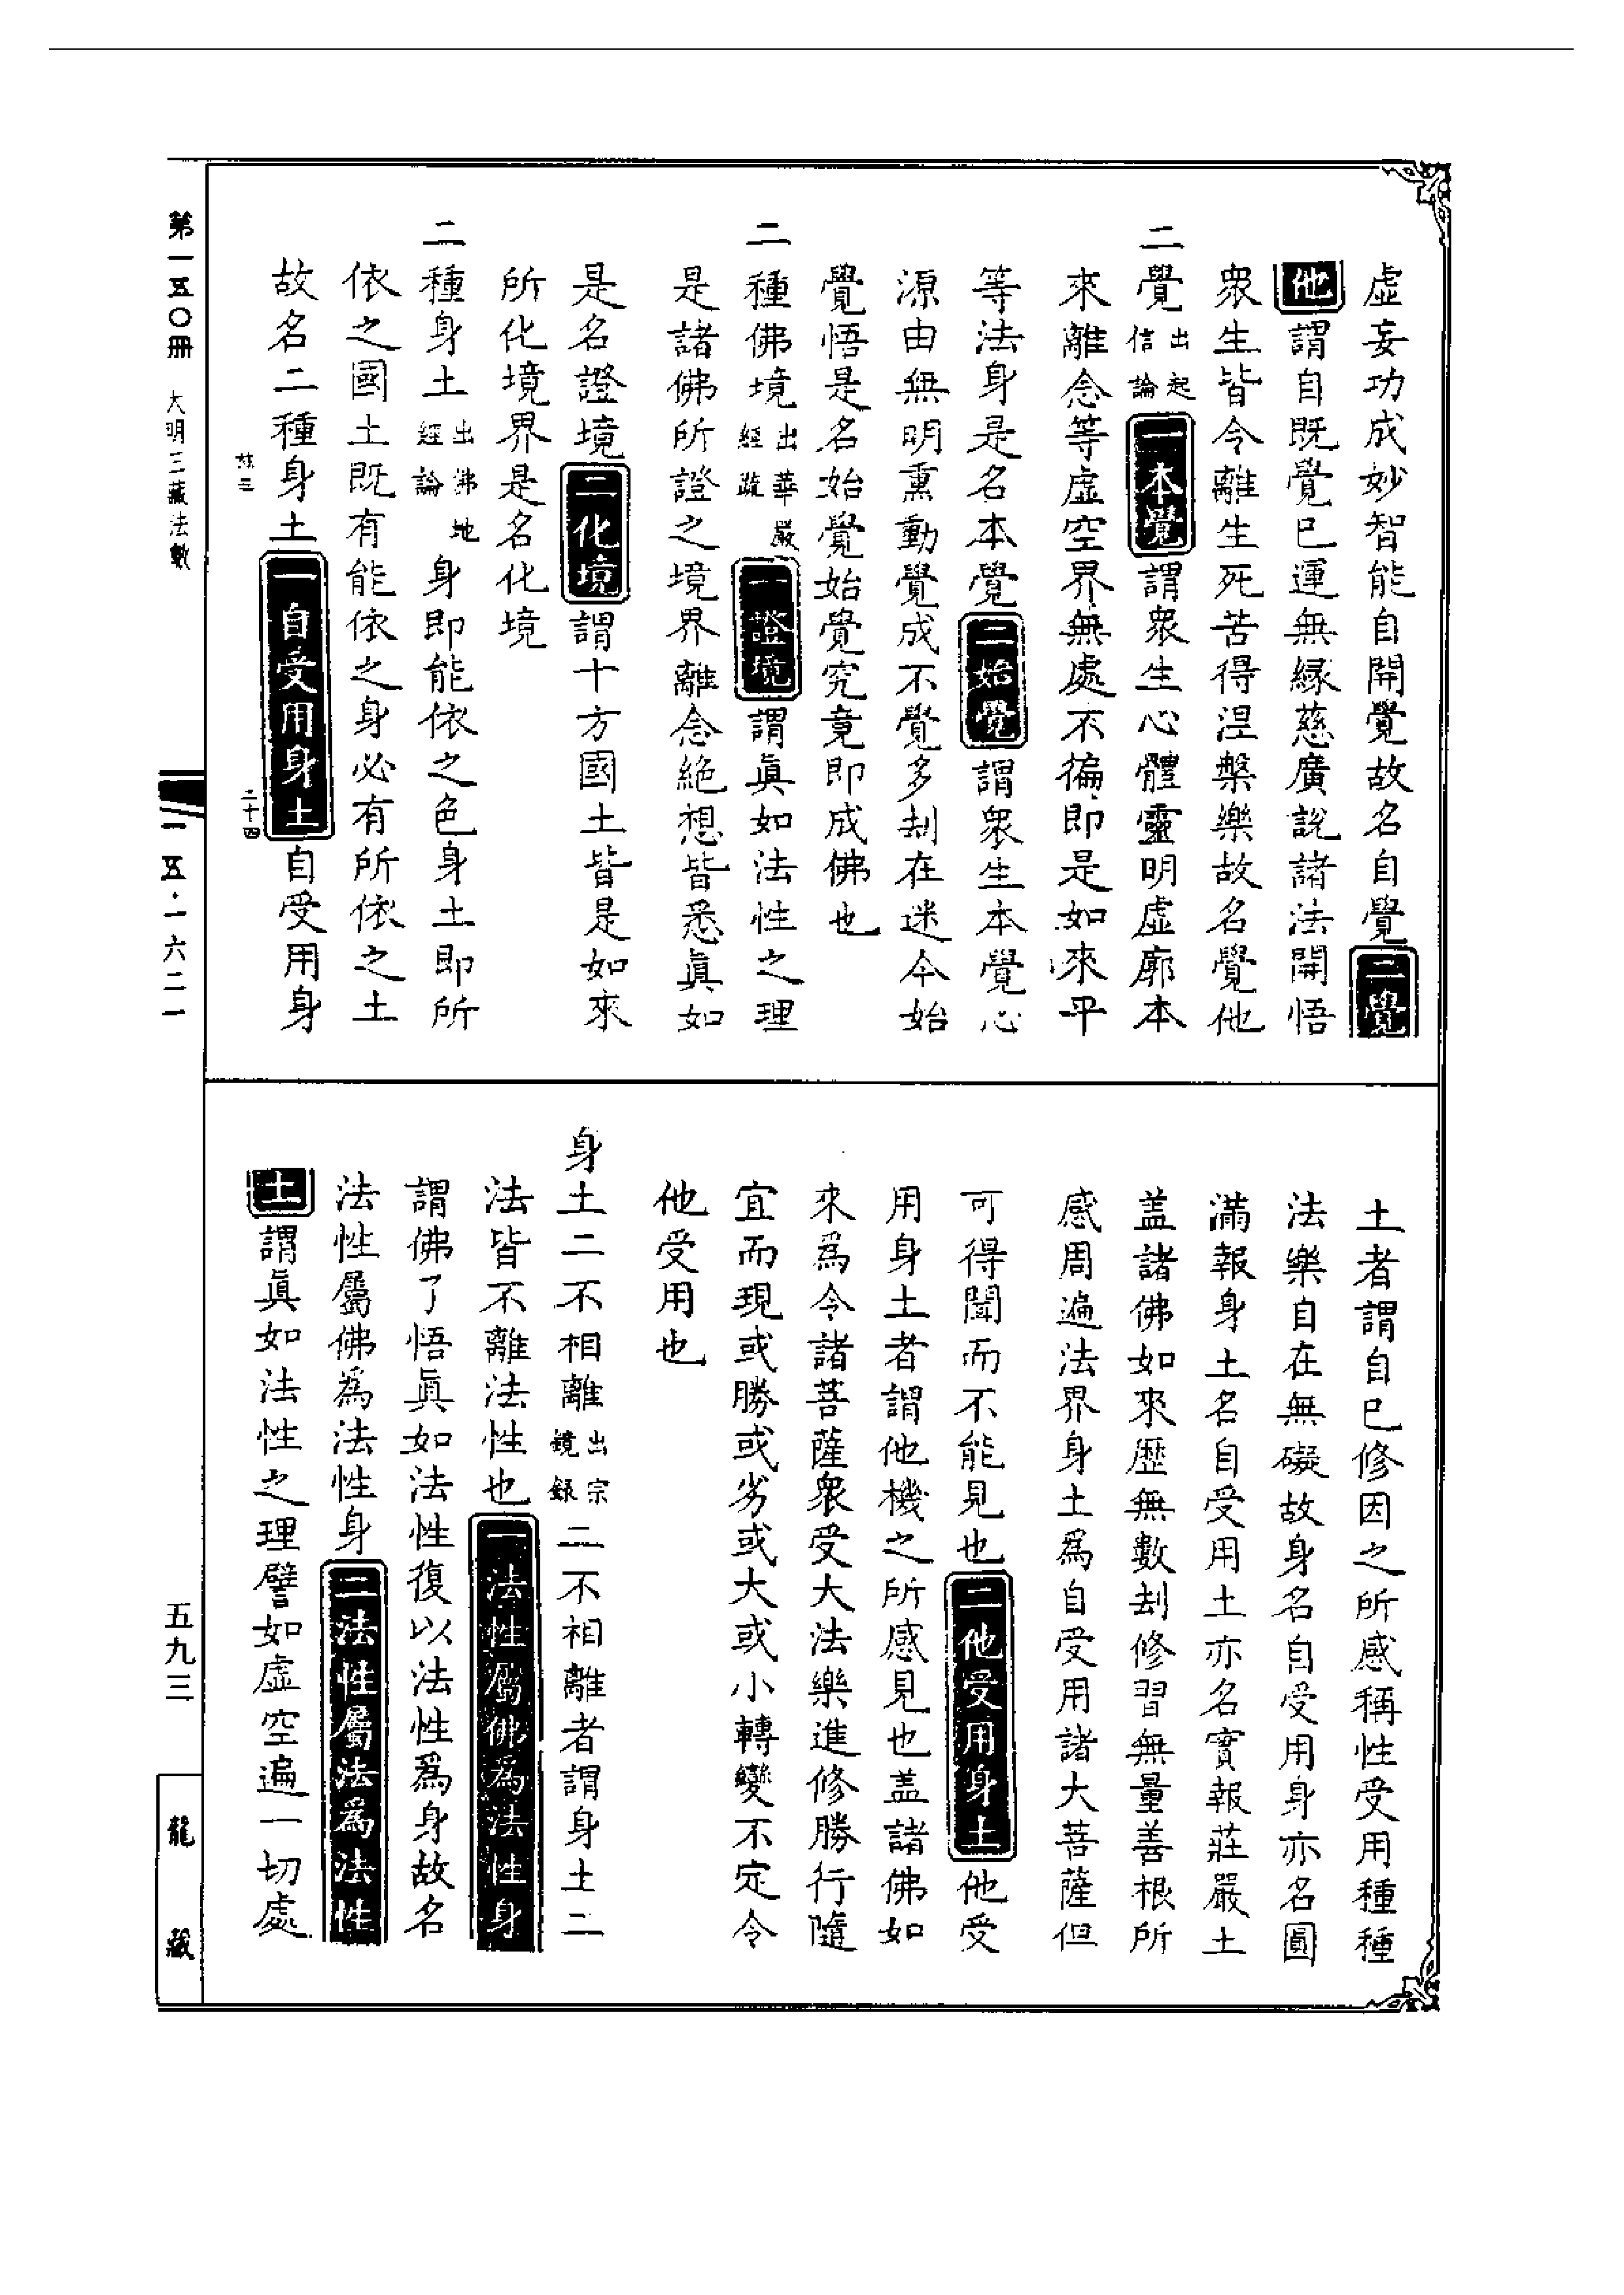 虛妄功成妙智能自開覺故名自覺二覺
他謂自既覺已運無緣慈廣說諸法開悟
眾生皆令離生死苦得涅槃樂故名覺他
二覺出起信論一本覺謂眾生心體靈明虛廓本
來離念等虛空界無處不徧即是如來平
等法身是名本覺二始覺謂眾生本覺心
源由無明熏動覺成不覺多刦在迷今始
覺悟是名始覺始覺究竟即成佛也
二種佛境出華嚴經疏一證境謂眞如法性之理
是諸佛所證之境界離念絕想皆悉眞如
是名證境二化境謂十方國土皆是如來
所化境界是名化境
二種身土出佛地經論身即能依之色身土即所
依之國土既有能依之身必有所依之土
故名二種身土一自受用身土自受用身
二十四
土者謂自已修因之所感稱性受用種種
法樂自在無礙故身名自受用身亦名圓
滿報身土名自受用土亦名實報莊嚴土
盖諸佛如來歷無數刦修習無量善根所
感周遍法界身土為自受用諸大菩薩但
可得聞而不能見也二他受用身土他受
用身土者謂他機之所感見也盖諸佛如
來爲令諸菩薩眾受大法樂進修勝行隨
宜而現或勝或劣或大或小轉變不定令
他受用也
身土二不相離出宗鏡錄二不相離者謂身土二
法皆不離法性也一法性屬佛為法性身
謂佛了悟眞如法性復以法性爲身故名
法性屬佛為法性身二法性屬法爲法性
土謂眞如法性之理譬如虛空遍一切處
第一五〇冊 大明三藏法數
一五·一六二一
五九三
龍藏